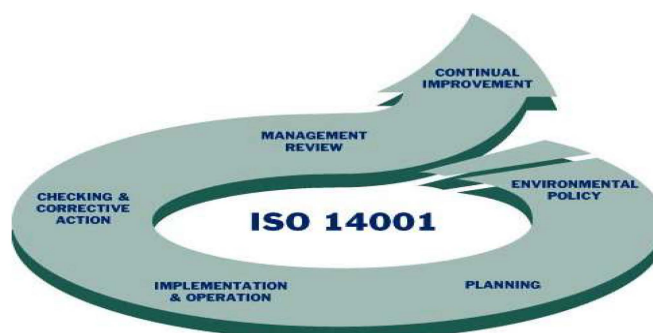 CONTINUAL
IMPROVEMENT
MANAGEMENT
REVIEW
CHECKING &
CORRECTIVE
ACTION
ENVIRONMENTAL
POLICY
ISO 14001
IMPLEMENTATION
& OPERATION
PLANNING